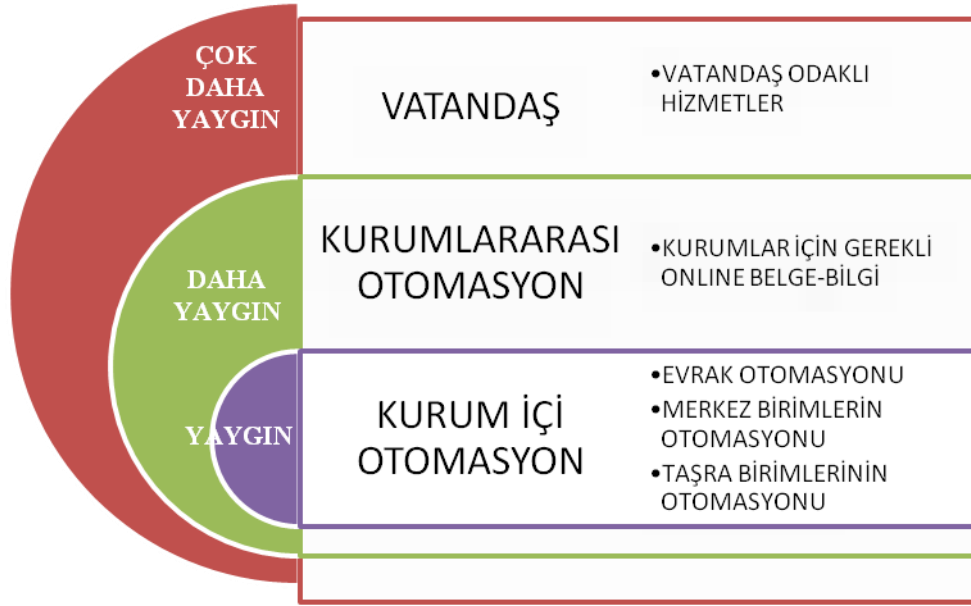 ÇOK
DAHA
YAYGIN
VATANDAŞ
•VATANDAŞ ODAKLI
HİZMETLER
DAHA
YAYGIN
KURUMLARARASI
OTOMASYON
•KURUMLAR İÇİN GEREKLİ
ONLINE BELGE-BİLGİ
YAYGIN
KURUM İÇİ
OTOMASYON
•EVRAK OTOMASYONU
•MERKEZ BİRİMLERİN
OTOMASYONU
•TAŞRA BİRİMLERİNİN
OTOMASYONU